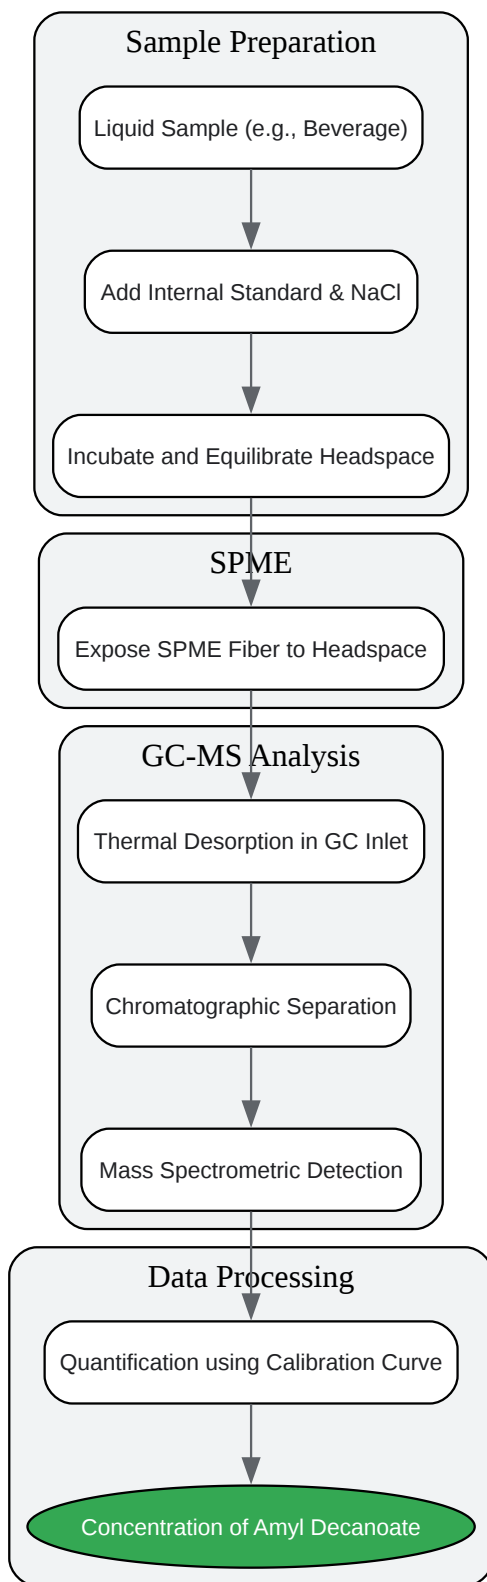 Sample Preparation
Liquid Sample (e.g., Beverage)
Add Internal Standard & NaCl
Incubate and Equilibrate Headspace
SPME
Expose SPME Fiber to Headspace
GC-MS Analysis
Thermal Desorption in GC Inlet
Chromatographic Separation
Mass Spectrometric Detection
Data Processing
Quantification using Calibration Curve
Concentration of Amyl Decanoate